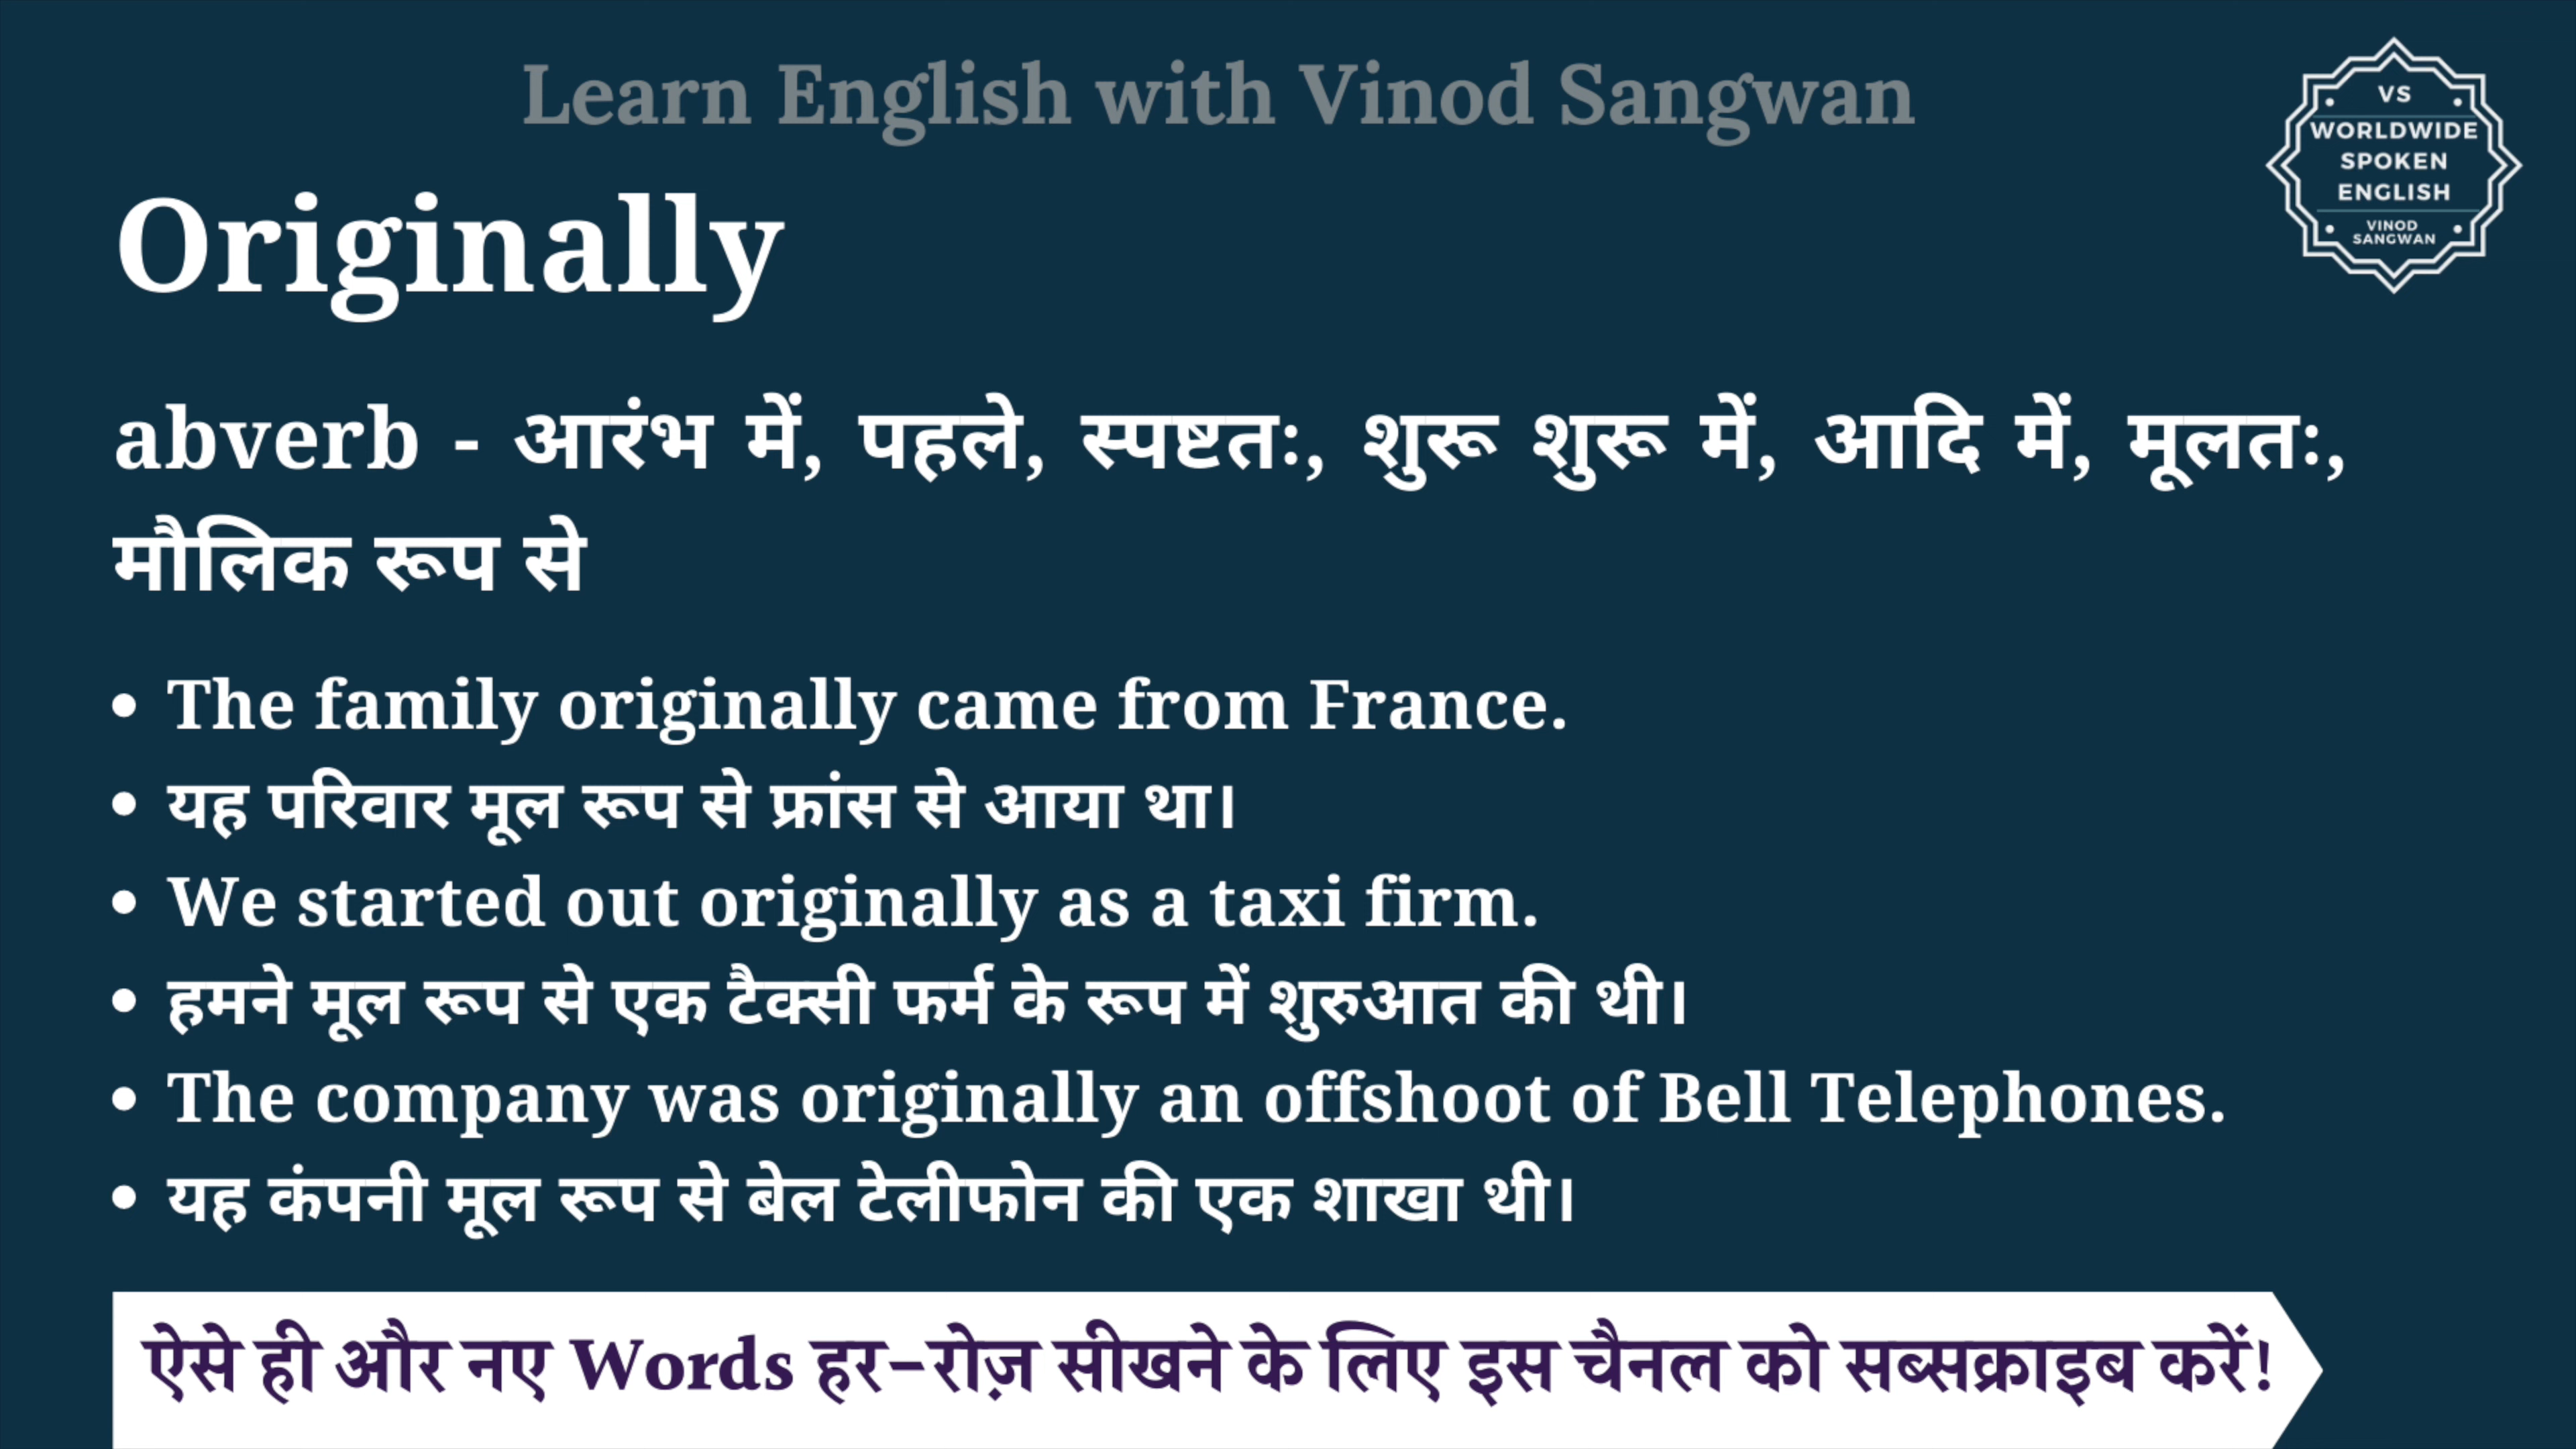 Learn English with Vinod Sangwan
VS
WORLDWIDE
SPOKEN
ENGLISH
VINOD
SANGWAN
Originally
abverb - आरंभ में, पहले, स्पष्टतः, शुरू शुरू में, आदि में, मूलतः,
मौलिक रूप से
• The family originally came from France.
• यह परिवार मूल रूप से फ्रांस से आया था।
• We started out originally as a taxi firm.
• हमने मूल रूप से एक टैक्सी फर्म के रूप में शुरुआत की थी।
• The company was originally an offshoot of Bell Telephones.
• यह कंपनी मूल रूप से बेल टेलीफोन की एक शाखा थी।
ऐसे ही और नए Words हर-रोज़ सीखने के लिए इस चैनल को सब्सक्राइब करें!